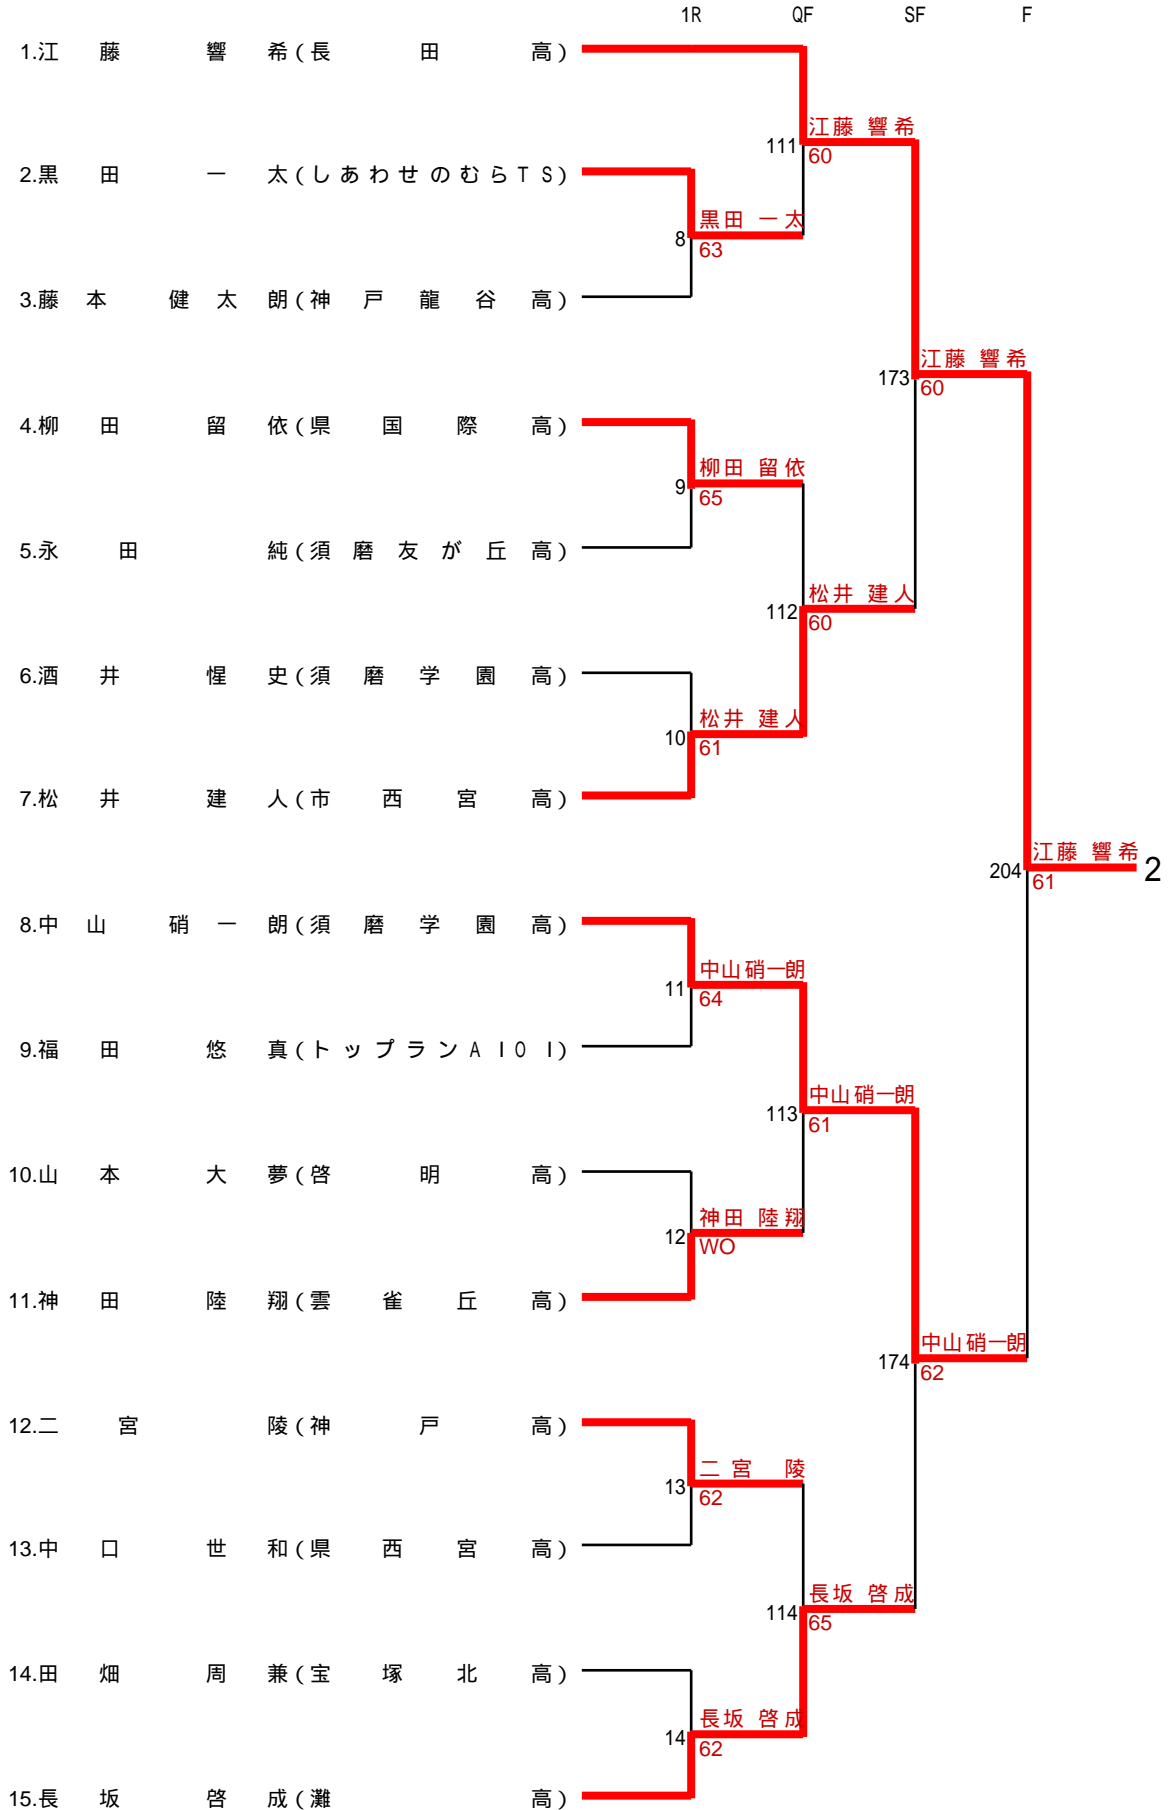 1R QF SF F
1.江藤 響希(長田高)
江藤 響希
111
60
2.黒田 一太(しあわせのむらTS)
黒田 一太
8
63
3.藤本 健太朗(神戸龍谷高)
江藤 響希
173
60
4.柳田 留依(県国際高)
柳田 留依
9
65
5.永田 純(須磨友が丘高)
松井 建人
112
60
6.酒井 惺史(須磨学園高)
松井 建人
10
61
7.松井 建人(市西宮高)
江藤 響希
204
61
2
8.中山 硝一朗(須磨学園高)
中山 硝一朗
11
64
9.福田 悠真(トップランAIOI)
中山 硝一朗
113
61
10.山本 大夢(啓明高)
神田 陸翔
12
WO
11.神田 陸翔(雲雀丘高)
中山 硝一朗
174
62
12.二宮 陵(神戸高)
二宮 陵
13
62
13.中口 世和(県西宮高)
長坂 啓成
114
65
14.田畑 周兼(宝塚北高)
長坂 啓成
14
62
15.長坂 啓成(灘高)